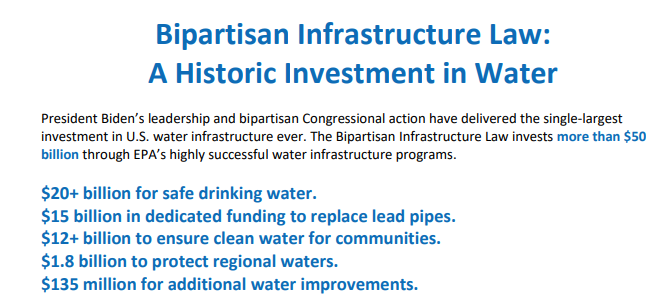 Bipartisan Infrastructure Law:
A Historic Investment in Water
President Biden’s leadership and bipartisan Congressional action have delivered the single-largest
investment in U.S. water infrastructure ever. The Bipartisan Infrastructure Law invests more than $50
billion through EPA’s highly successful water infrastructure programs.
$20+ billion for safe drinking water.
$15 billion in dedicated funding to replace lead pipes.
$12+ billion to ensure clean water for communities.
$1.8 billion to protect regional waters.
$135 million for additional water improvements.